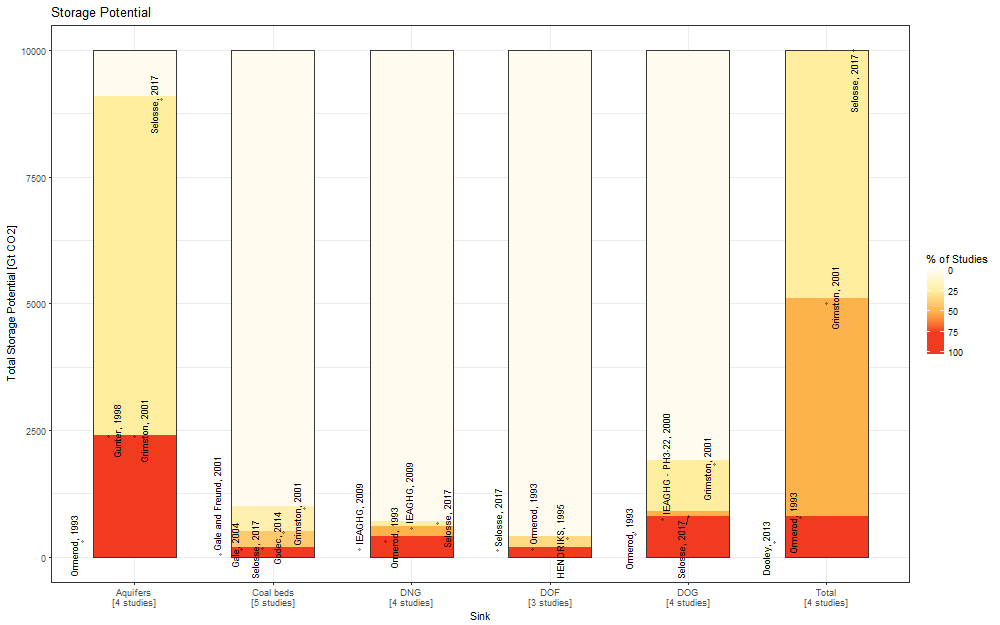 Storage Potential
Total Storage Potential [Gt CO2]
10000
7500
5000
2500
0
Ormerod, 1993
Gunter, 1998
Grimston, 2001
Selosse, 2017
Gale and Freund, 2001
Gale, 2004
Selosse, 2017
Godec, 2014
Grimston, 2001
IEAGHG, 2009
Ormerod, 1993
IEAGHG, 2009
Selosse, 2017
Selosse, 2017
Ormerod, 1993
HENDRIKS, 1995
Ormerod, 1993
IEAGHG - PH3-22, 2000
Selosse, 2017
Grimston, 2001
Dooley, 2013
Ormerod, 1993
Grimston, 2001
Selosse, 2017
Aquifers
[4 studies]
Coal beds
[5 studies]
DNG
[4 studies]
DOF
[3 studies]
DOG
[4 studies]
Total
[4 studies]
Sink
% of Studies
0
25
50
75
100